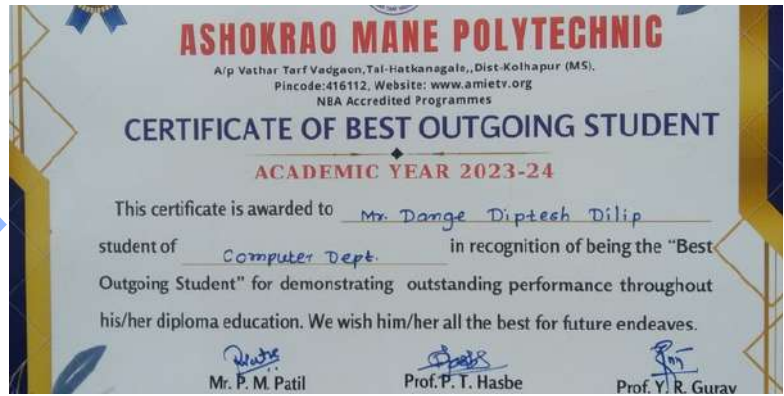 ASHOKRAO MANE POLYTECHNIC
A/p Vathar Tarf Vadgaon,Tal-Hatkanagale,,Dist-Kolhapur (MS).
Pincode:416112, Website: www.amietv.org
NBA Accredited Programmes
CERTIFICATE OF BEST OUTGOING STUDENT
ACADEMIC YEAR 2023-24
This certificate is awarded to Mr. Dange Diptesh Dilip
student of Computer Dept. in recognition of being the "Best
Outgoing Student" for demonstrating outstanding performance throughout
his/her diploma education. We wish him/her all the best for future endeaves.
Mr. P. M. Patil Prof. P. T. Hasbe Prof. Y. R. Gurav